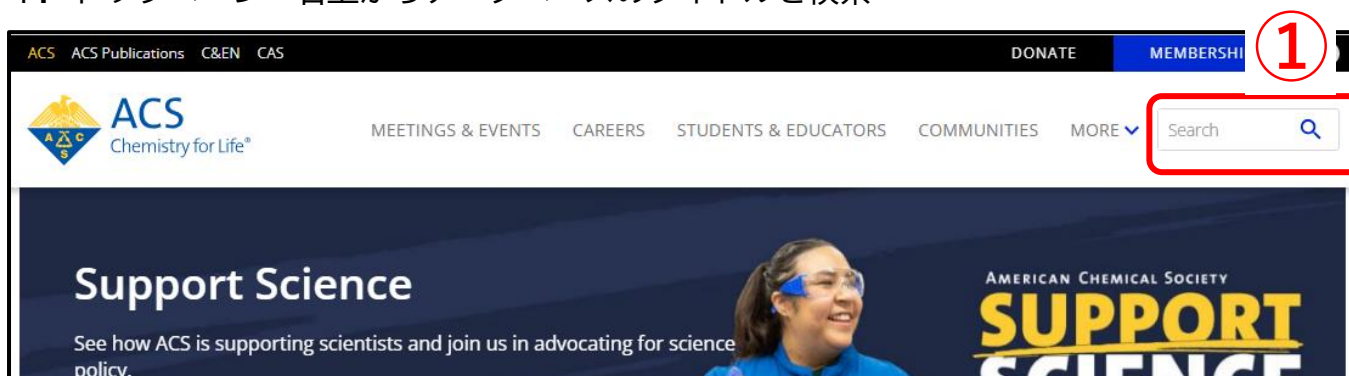 ACS ACS Publications C&EN CAS DONATE MEMBERSHI
①
ACS
Chemistry for Life®
A C S
MEETINGS & EVENTS CAREERS STUDENTS & EDUCATORS COMMUNITIES MORE Search
Support Science
See how ACS is supporting scientists and join us in advocating for science
policy.
AMERICAN CHEMICAL SOCIETY
SUPPORT
SCIENCE